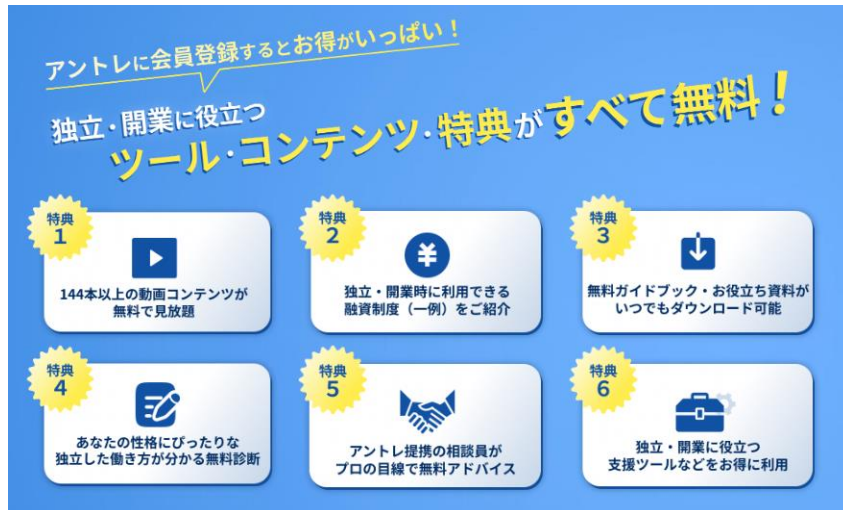 アントレに会員登録するとお得がいっぱい！
独立・開業に役立つ
ツール・コンテンツ・特典がすべて無料！
特典
1
144本以上の動画コンテンツが
無料で見放題
特典
2
独立・開業時に利用できる
融資制度（一例）をご紹介
特典
3
無料ガイドブック・お役立ち資料が
いつでもダウンロード可能
特典
4
あなたの性格にぴったりな
独立した働き方が分かる無料診断
特典
5
アントレ提携の相談員が
プロの目線で無料アドバイス
特典
6
独立・開業に役立つ
支援ツールなどをお得に利用